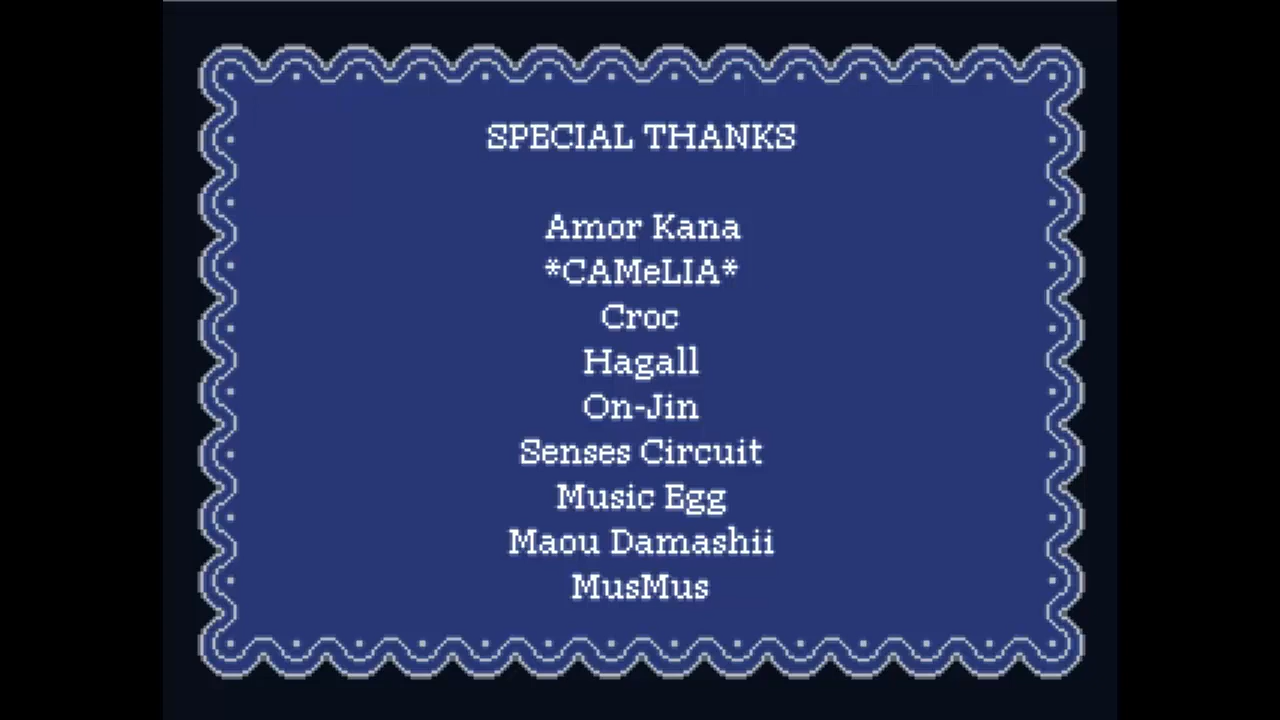 SPECIAL THANKS
Amor Kana
*CAMeLIA*
Croc
Hagall
On-Jin
Senses Circuit
Music Egg
Maou Damashii
MusMus